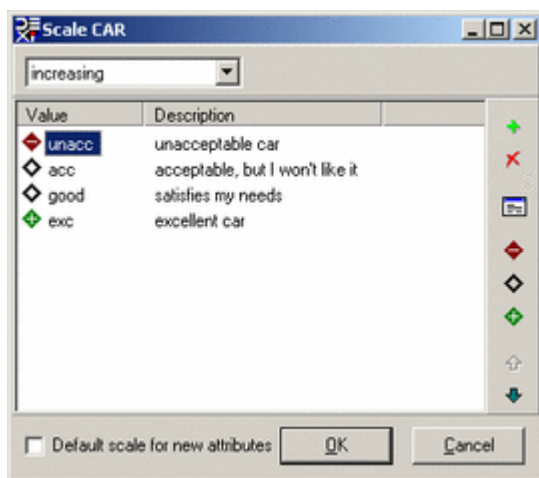 Scale CAR
increasing
Value Description
unacc unacceptable car
acc acceptable, but I won't like it
good satisfies my needs
exc excellent car
Default scale for new attributes OK Cancel